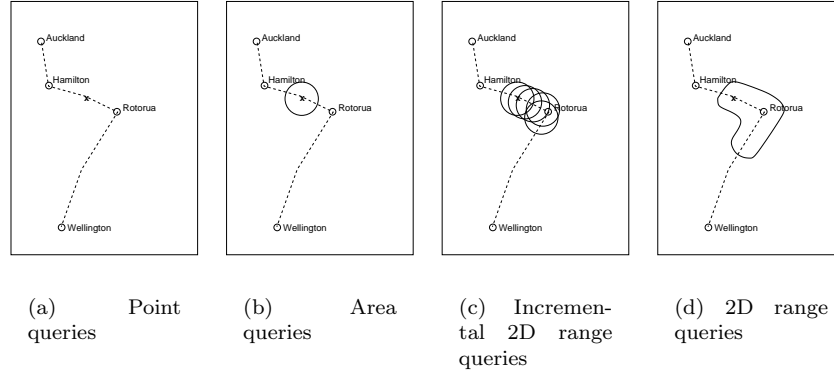 Auckland
Hamilton
x
Rotorua
Wellington
Auckland
Hamilton
x
Rotorua
Wellington
Auckland
Hamilton
x
Rotorua
Wellington
Auckland
Hamilton
x
Rotorua
Wellington
(a) Point
queries
(b) Area
queries
(c) Incremen-
tal 2D range
queries
(d) 2D range
queries